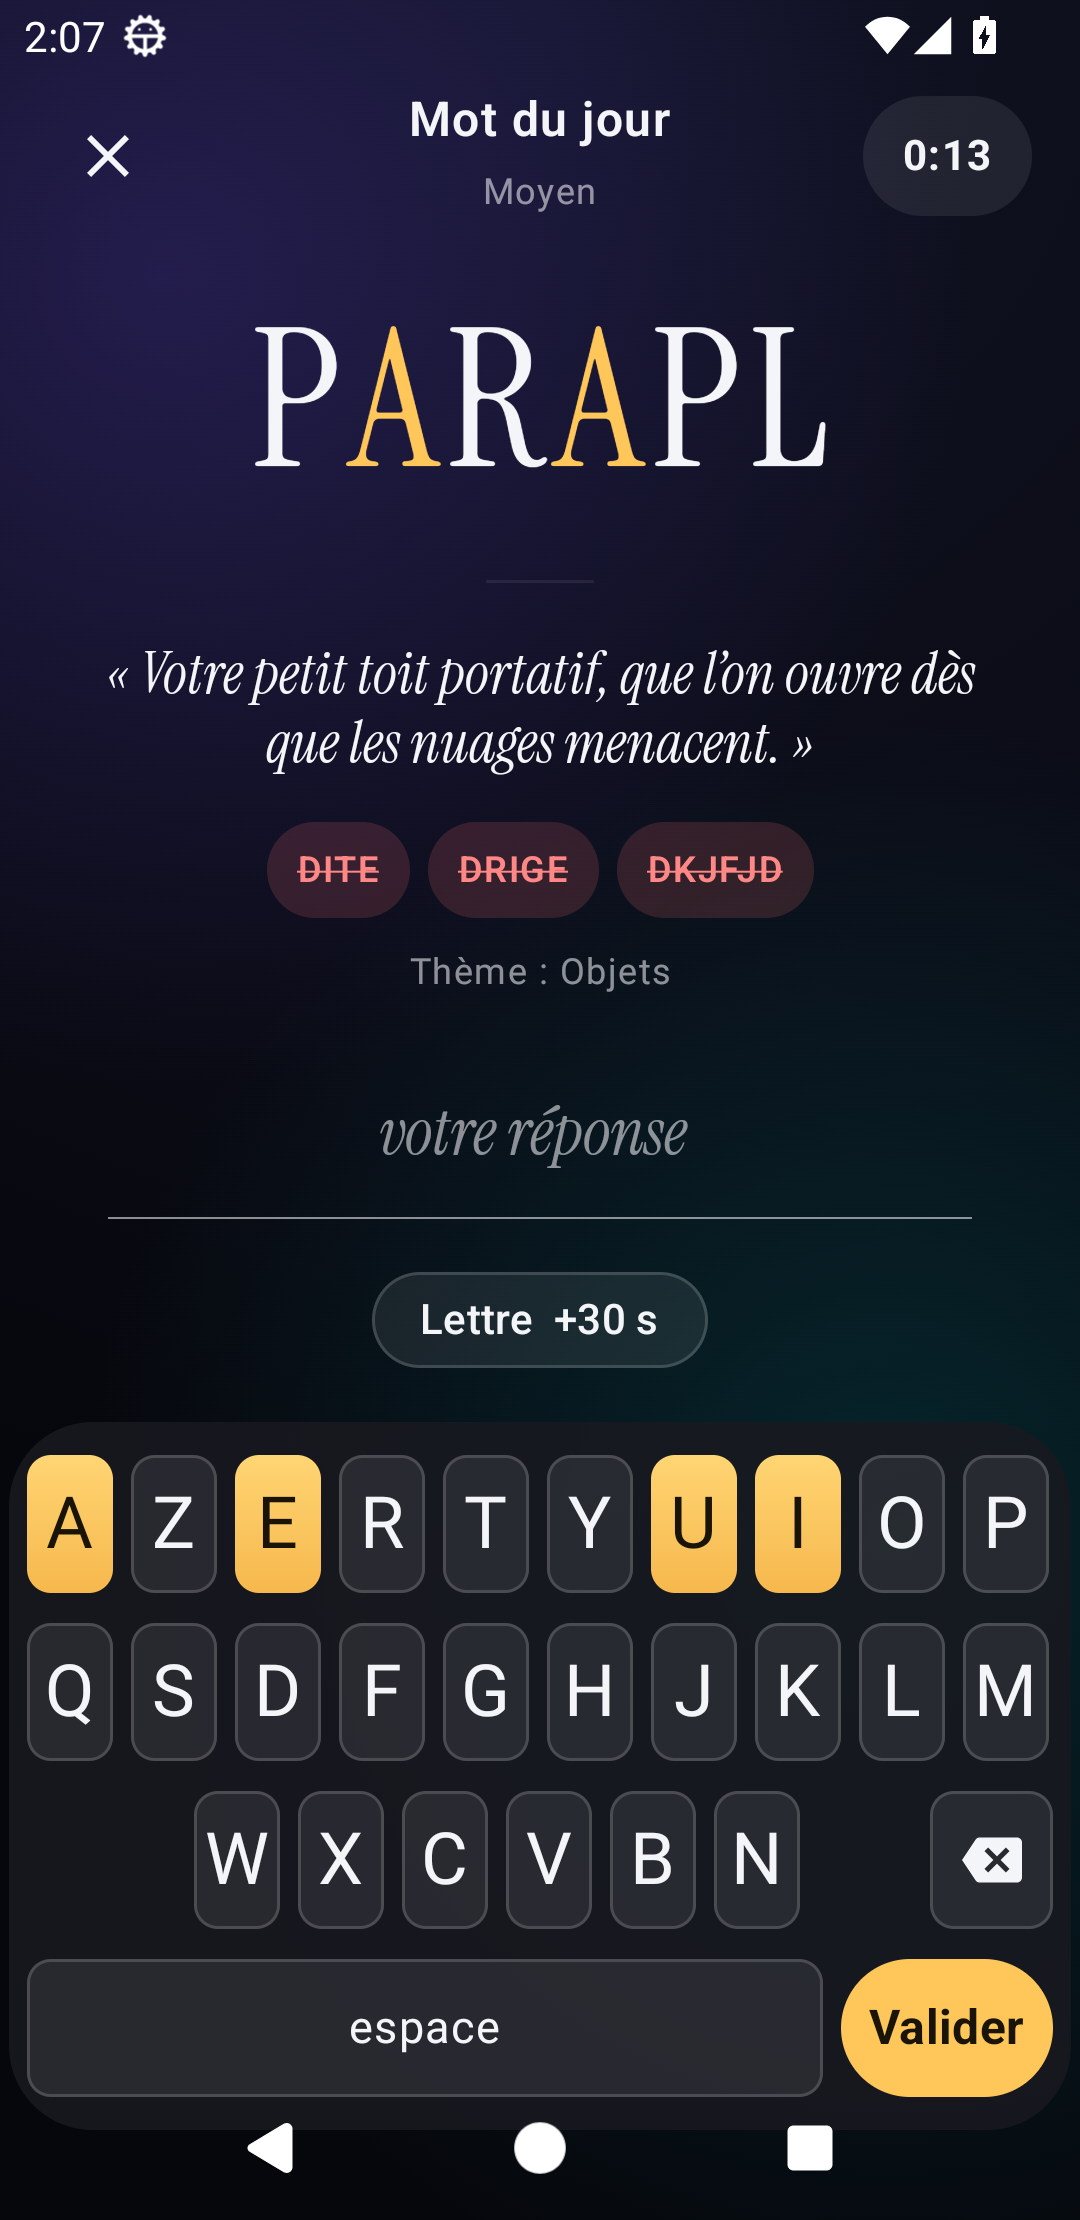 2:07
Mot du jour
0:13
Moyen
PARAPL
« Votre petit toit portatif, que l’on ouvre dès
que les nuages menacent. »
DITE DRIGE DKJFJD
Thème : Objets
votre réponse
Lettre +30 s
A Z E R T Y U I O P
Q S D F G H J K L M
W X C V B N
espace Valider